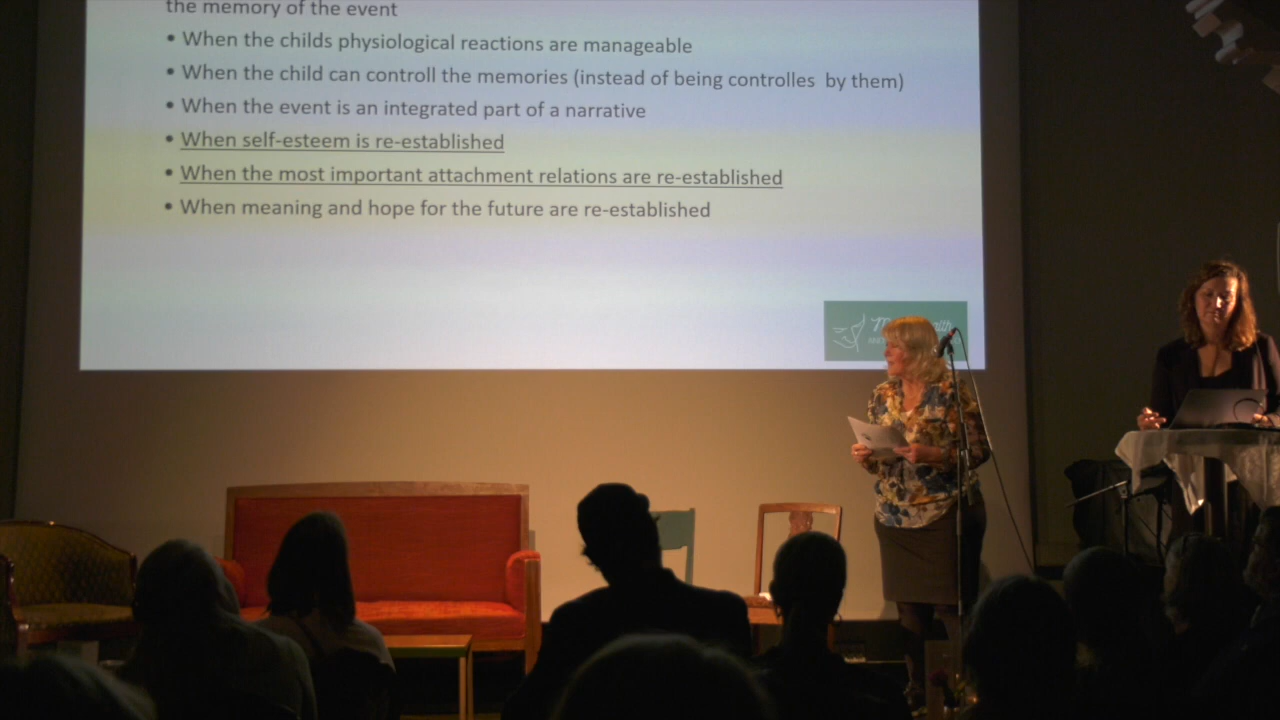 the memory of the event
• When the childs physiological reactions are manageable
• When the child can controll the memories (instead of being controlles by them)
• When the event is an integrated part of a narrative
• When self-esteem is re-established
• When the most important attachment relations are re-established
• When meaning and hope for the future are re-established